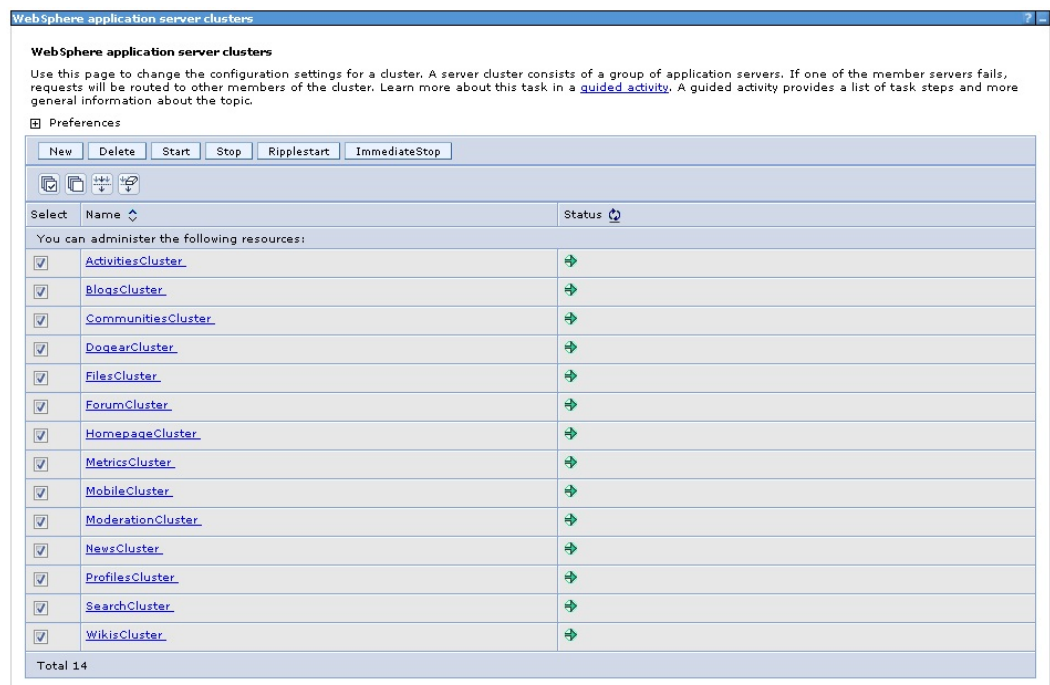 WebSphere application server clusters
? _
WebSphere application server clusters
Use this page to change the configuration settings for a cluster. A server cluster consists of a group of application servers. If one of the member servers fails,
requests will be routed to other members of the cluster. Learn more about this task in a guided activity. A guided activity provides a list of task steps and more
general information about the topic.
Preferences
New Delete Start Stop Ripplestart ImmediateStop
Select Name Status
You can administer the following resources:
ActivitiesCluster
BlogsCluster
CommunitiesCluster
DogearCluster
FilesCluster
ForumCluster
HomepageCluster
MetricsCluster
MobileCluster
ModerationCluster
NewsCluster
ProfilesCluster
SearchCluster
WikisCluster
Total 14